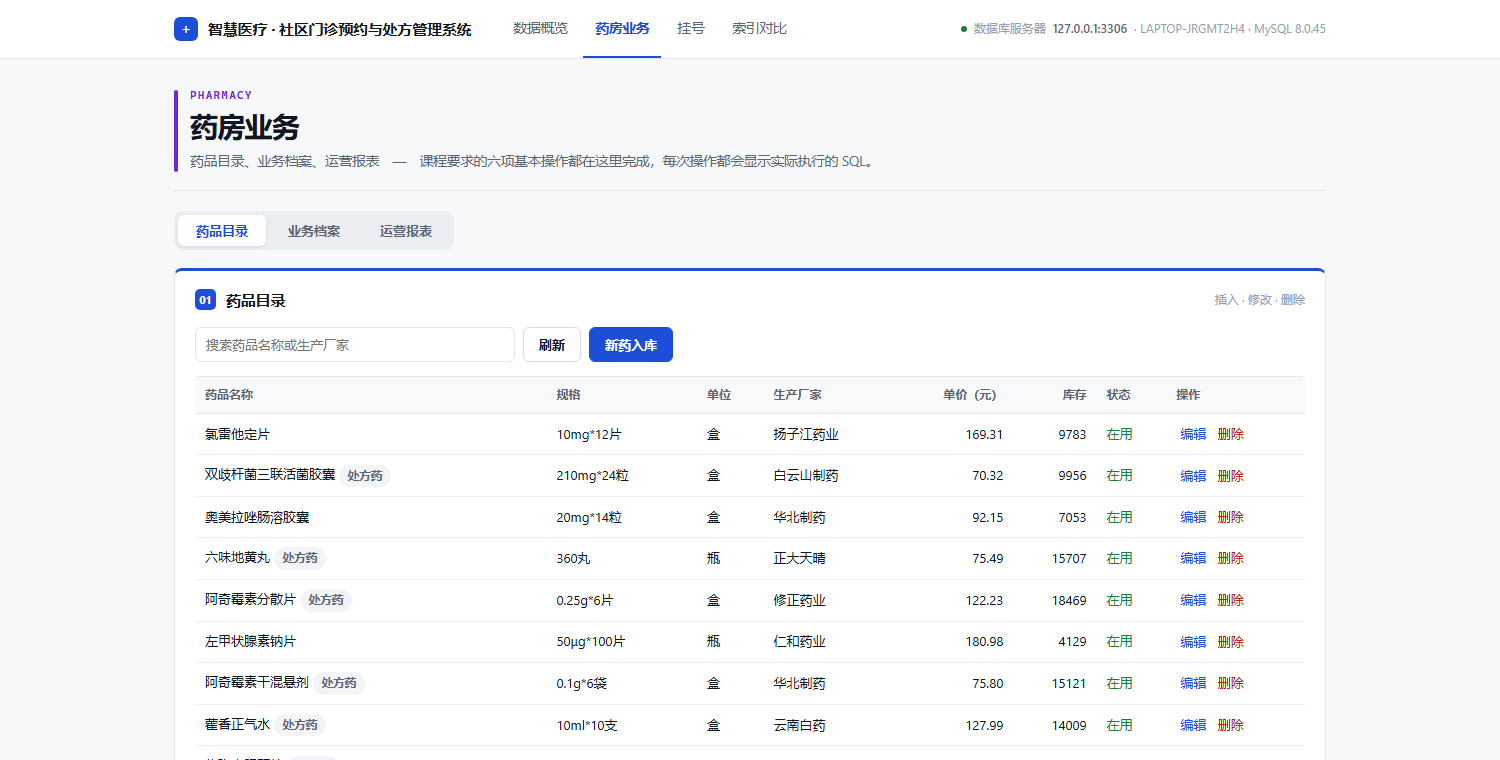 + 智慧医疗 · 社区门诊预约与处方管理系统 数据概览 药房业务 挂号 索引对比 数据库服务器 127.0.0.1:3306 · LAPTOP-JRGMT2H4 · MySQL 8.0.45
PHARMACY
药房业务
药品目录、业务档案、运营报表 — 课程要求的六项基本操作都在这里完成，每次操作都会显示实际执行的 SQL。
药品目录 业务档案 运营报表
01 药品目录 插入 · 修改 · 删除
搜索药品名称或生产厂家 刷新 新药入库
药品名称 规格 单位 生产厂家 单价（元） 库存 状态 操作
氯雷他定片 10mg*12片 盒 扬子江药业 169.31 9783 在用 编辑 删除
双歧杆菌三联活菌胶囊 处方药 210mg*24粒 盒 白云山制药 70.32 9956 在用 编辑 删除
奥美拉唑肠溶胶囊 20mg*14粒 盒 华北制药 92.15 7053 在用 编辑 删除
六味地黄丸 处方药 360丸 瓶 正大天晴 75.49 15707 在用 编辑 删除
阿奇霉素分散片 处方药 0.25g*6片 盒 修正药业 122.23 18469 在用 编辑 删除
左甲状腺素钠片 50μg*100片 瓶 仁和药业 180.98 4129 在用 编辑 删除
阿奇霉素干混悬剂 处方药 0.1g*6袋 盒 华北制药 75.80 15121 在用 编辑 删除
藿香正气水 处方药 10ml*10支 盒 云南白药 127.99 14009 在用 编辑 删除